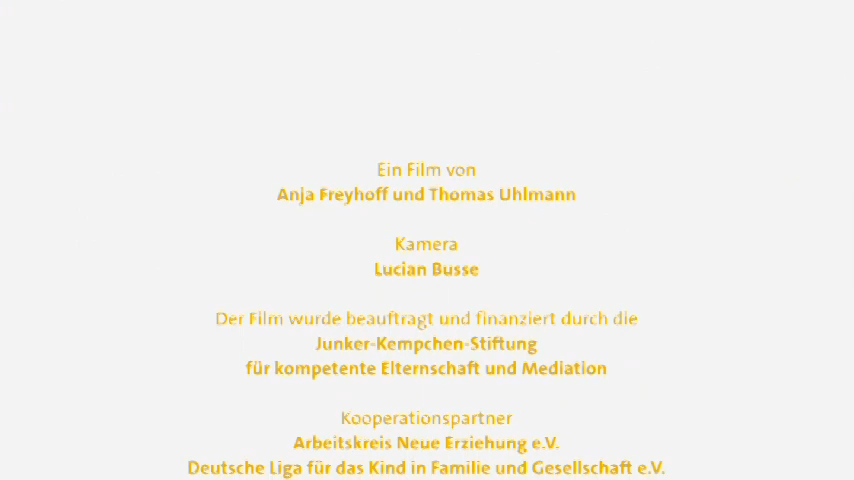 Ein Film von
Anja Freyhoff und Thomas Uhlmann
Kamera
Lucian Busse
Der Film wurde beauftragt und finanziert durch die
Junker-Kempchen-Stiftung
für kompetente Elternschaft und Mediation
Kooperationspartner
Arbeitskreis Neue Erziehung e.V.
Deutsche Liga für das Kind in Familie und Gesellschaft e.V.